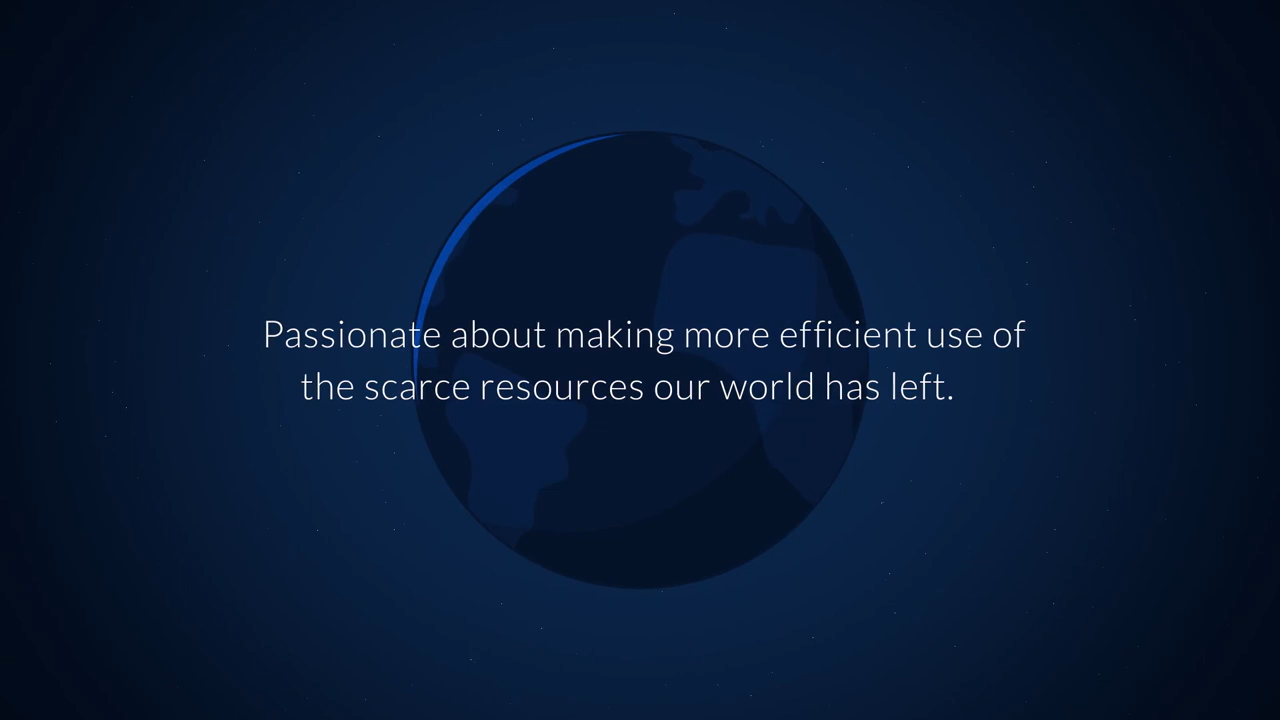 Passionate about making more efficient use of
the scarce resources our world has left.